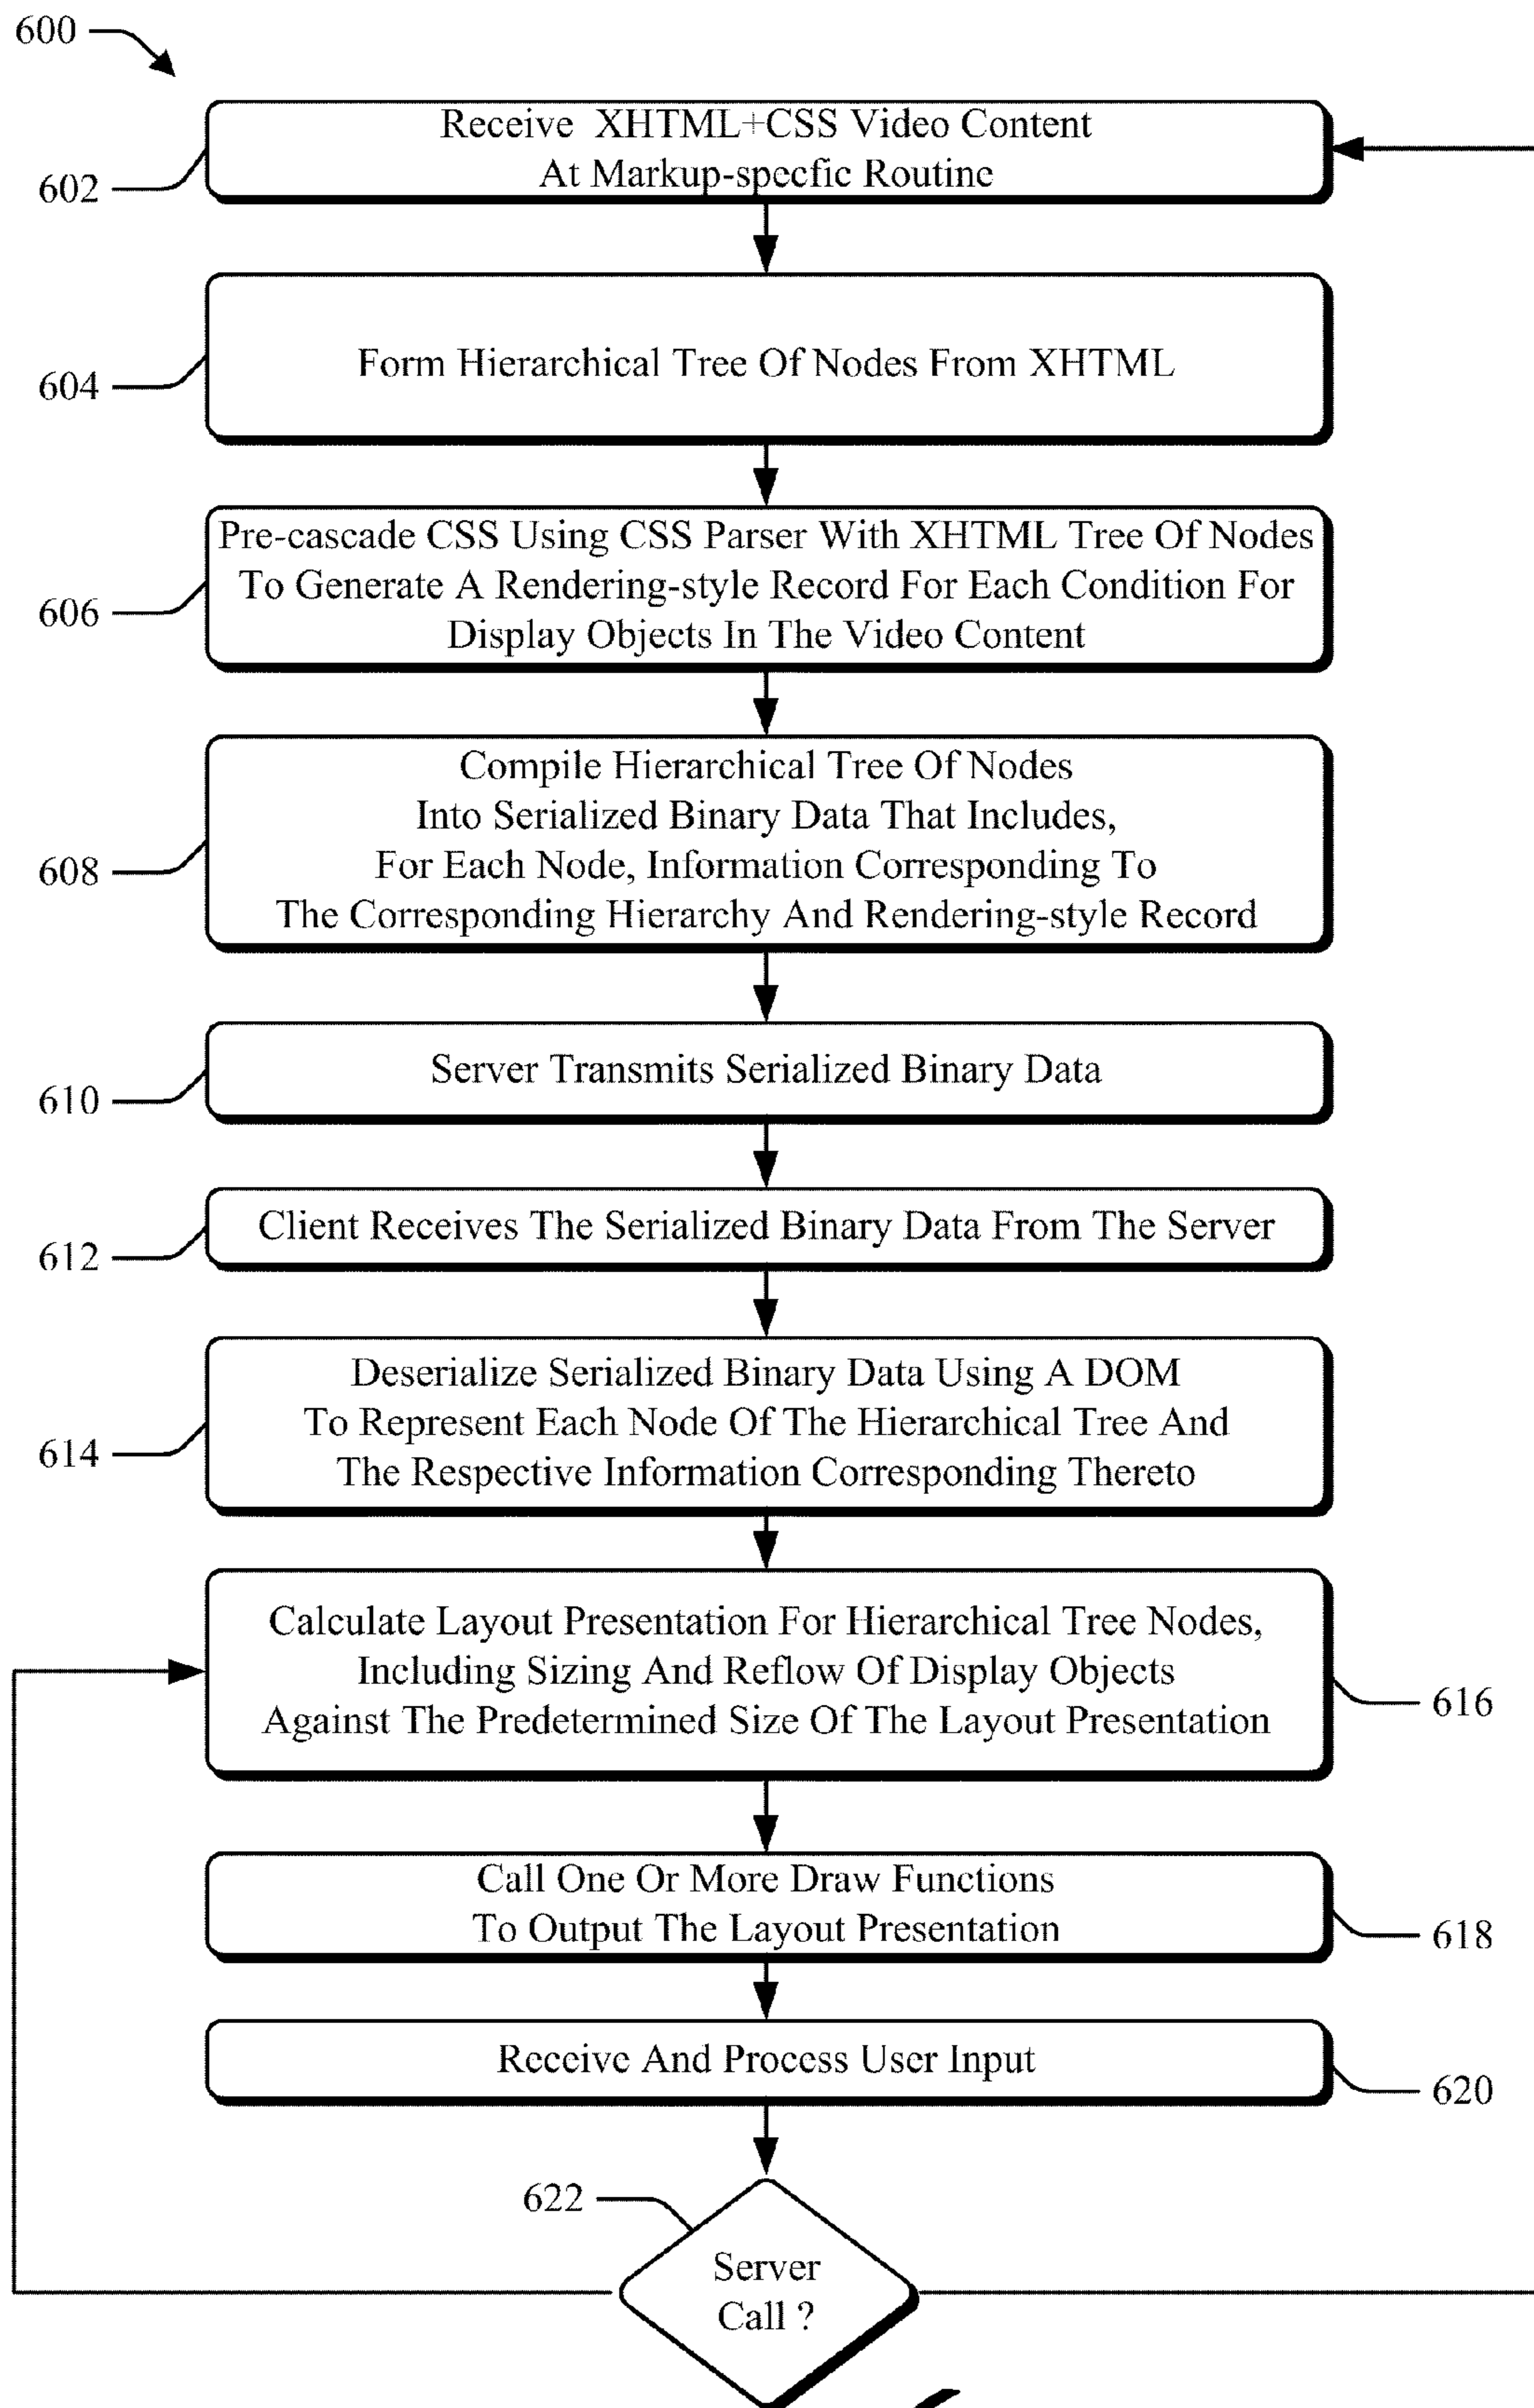 600
Receive XHTML+CSS Video Content
At Markup-specfic Routine
602
Form Hierarchical Tree Of Nodes From XHTML
604
Pre-cascade CSS Using CSS Parser With XHTML Tree Of Nodes
To Generate A Rendering-style Record For Each Condition For
Display Objects In The Video Content
606
Compile Hierarchical Tree Of Nodes
Into Serialized Binary Data That Includes,
For Each Node, Information Corresponding To
The Corresponding Hierarchy And Rendering-style Record
608
Server Transmits Serialized Binary Data
610
Client Receives The Serialized Binary Data From The Server
612
Deserialize Serialized Binary Data Using A DOM
To Represent Each Node Of The Hierarchical Tree And
The Respective Information Corresponding Thereto
614
Calculate Layout Presentation For Hierarchical Tree Nodes,
Including Sizing And Reflow Of Display Objects
Against The Predetermined Size Of The Layout Presentation
616
Call One Or More Draw Functions
To Output The Layout Presentation
618
Receive And Process User Input
620
622
Server
Call ?